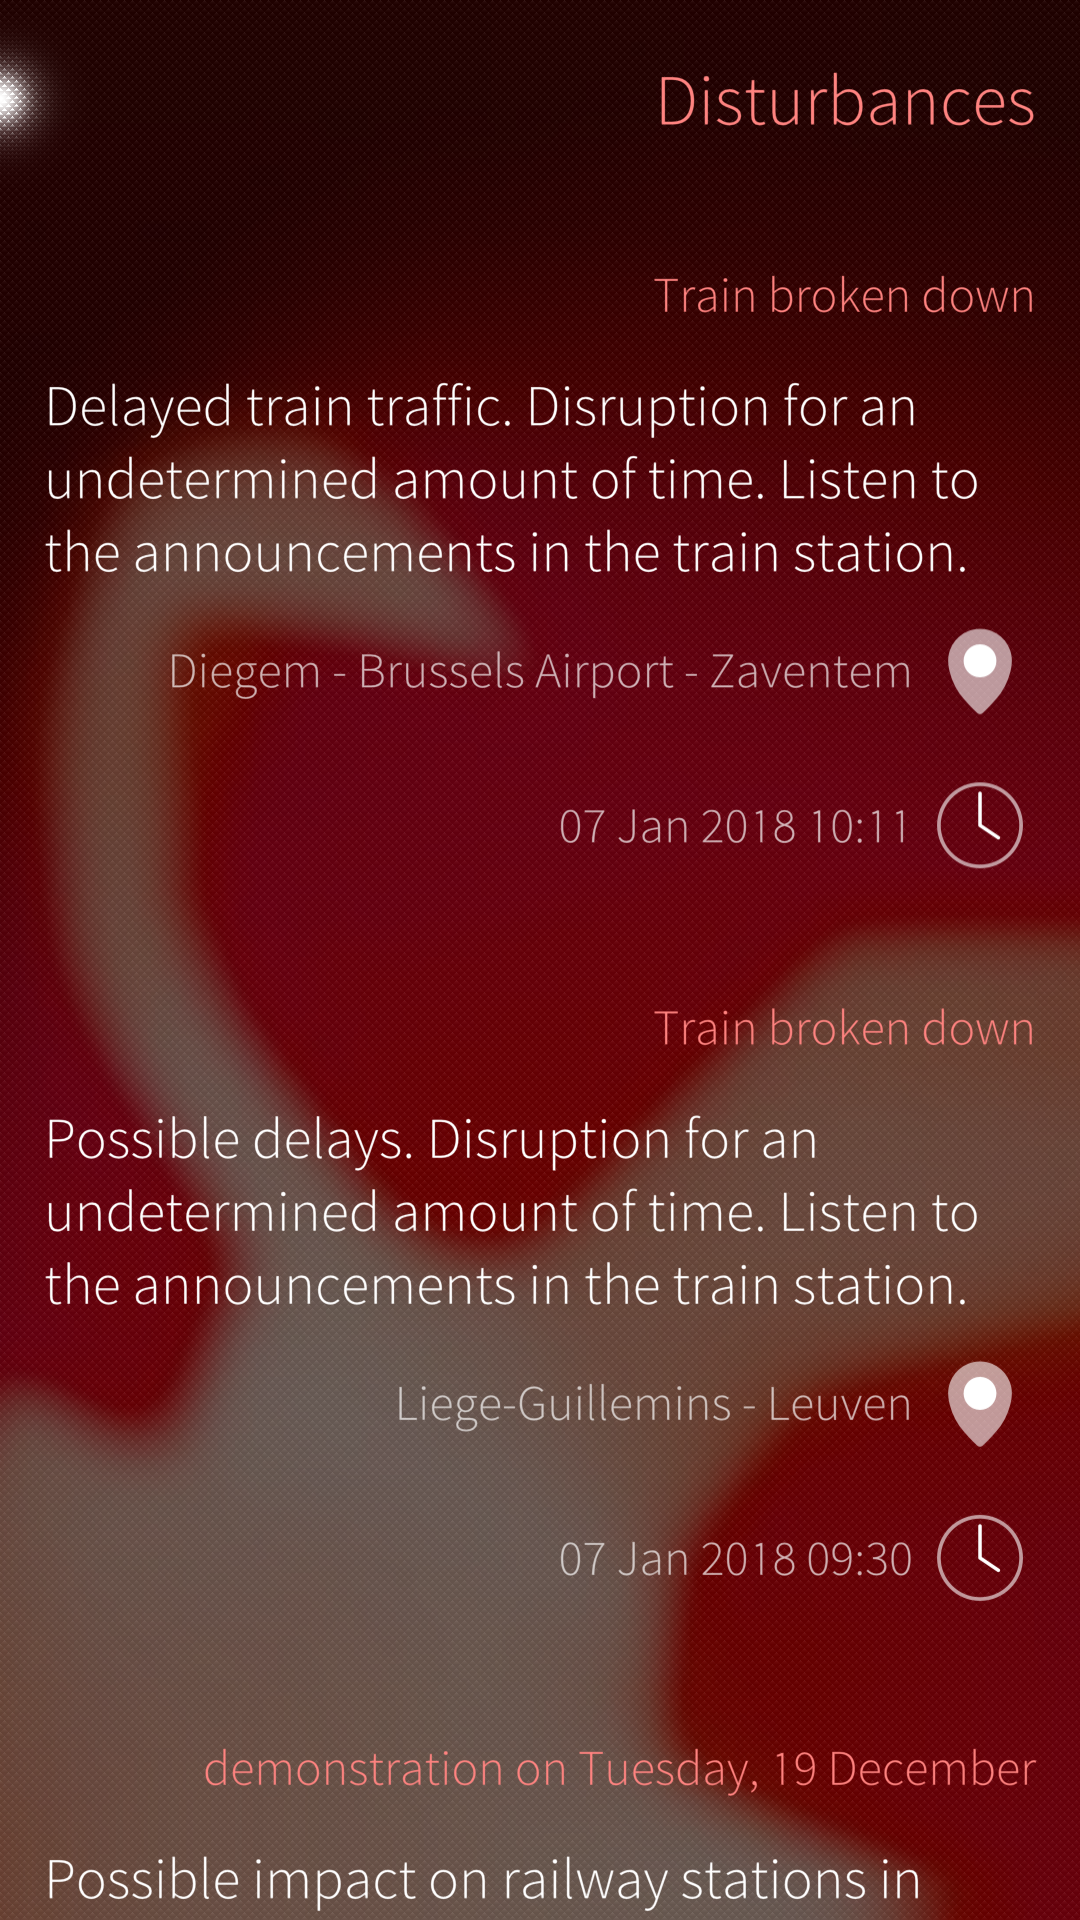 Disturbances
Train broken down
Delayed train traffic. Disruption for an
undetermined amount of time. Listen to
the announcements in the train station.
Diegem - Brussels Airport - Zaventem
07 Jan 2018 10:11
Train broken down
Possible delays. Disruption for an
undetermined amount of time. Listen to
the announcements in the train station.
Liege-Guillemins - Leuven
07 Jan 2018 09:30
demonstration on Tuesday, 19 December
Possible impact on railway stations in